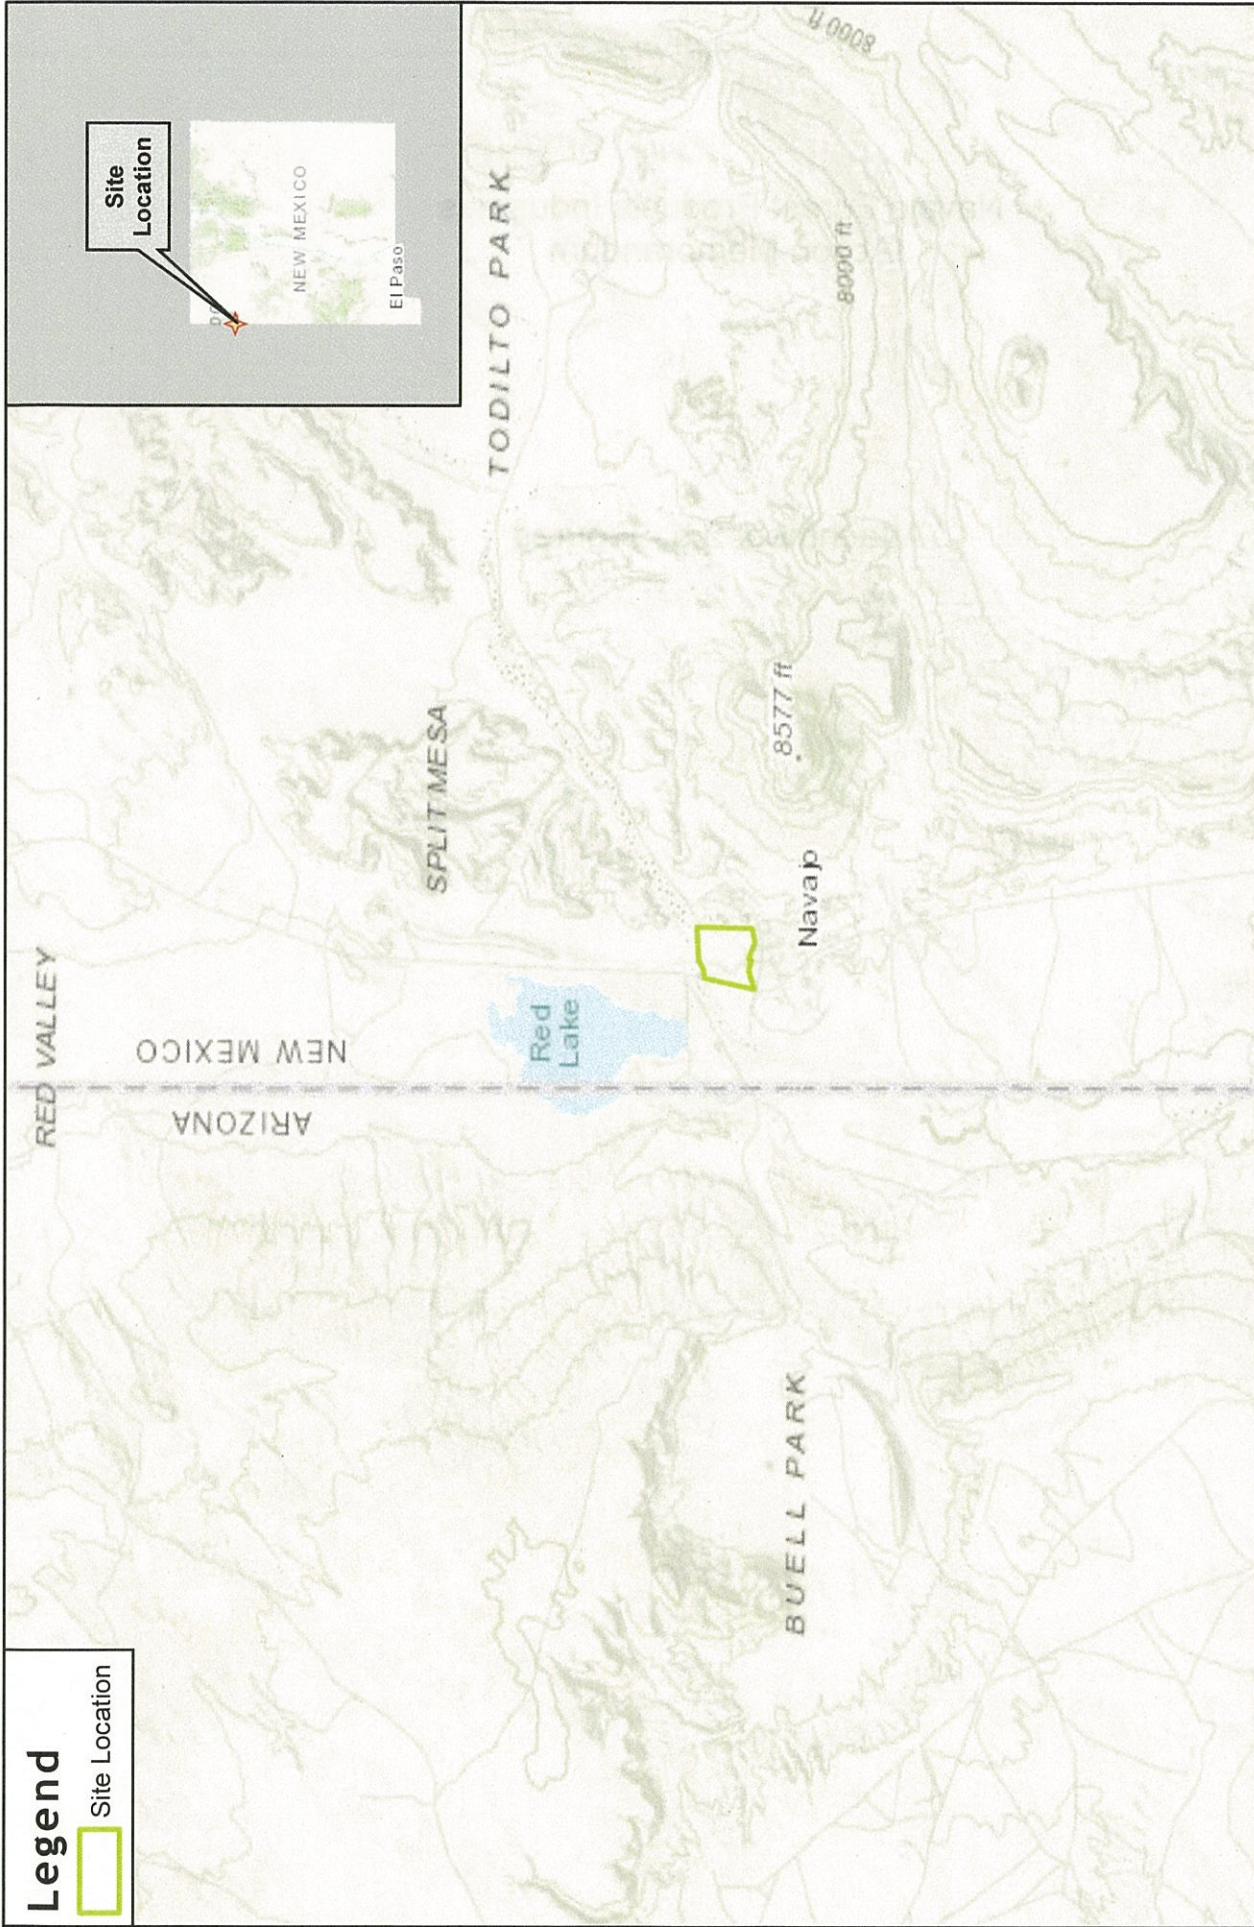 Legend
Site Location
RED VALLEY
Site
Location
NEW MEXICO
El Paso
ARIZONA
NEW MEXICO
SPLIT MESA
TODILTO PARK
Red
Lake
8577 ft
BUELL PARK
Navajo
8000 ft
8000 ft